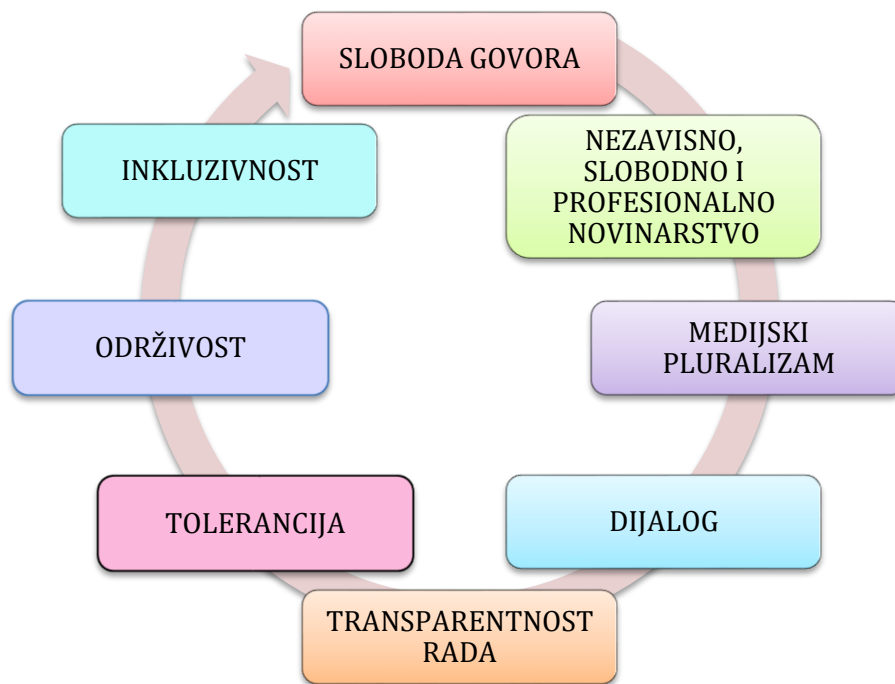 SLOBODA GOVORA
NEZAVISNO,
SLOBODNO I
PROFESIONALNO
NOVINARSTVO
MEDIJSKI
PLURALIZAM
DIJALOG
TRANSPARENTNOST
RADA
TOLERANCIJA
ODRŽIVOST
INKLUZIVNOST